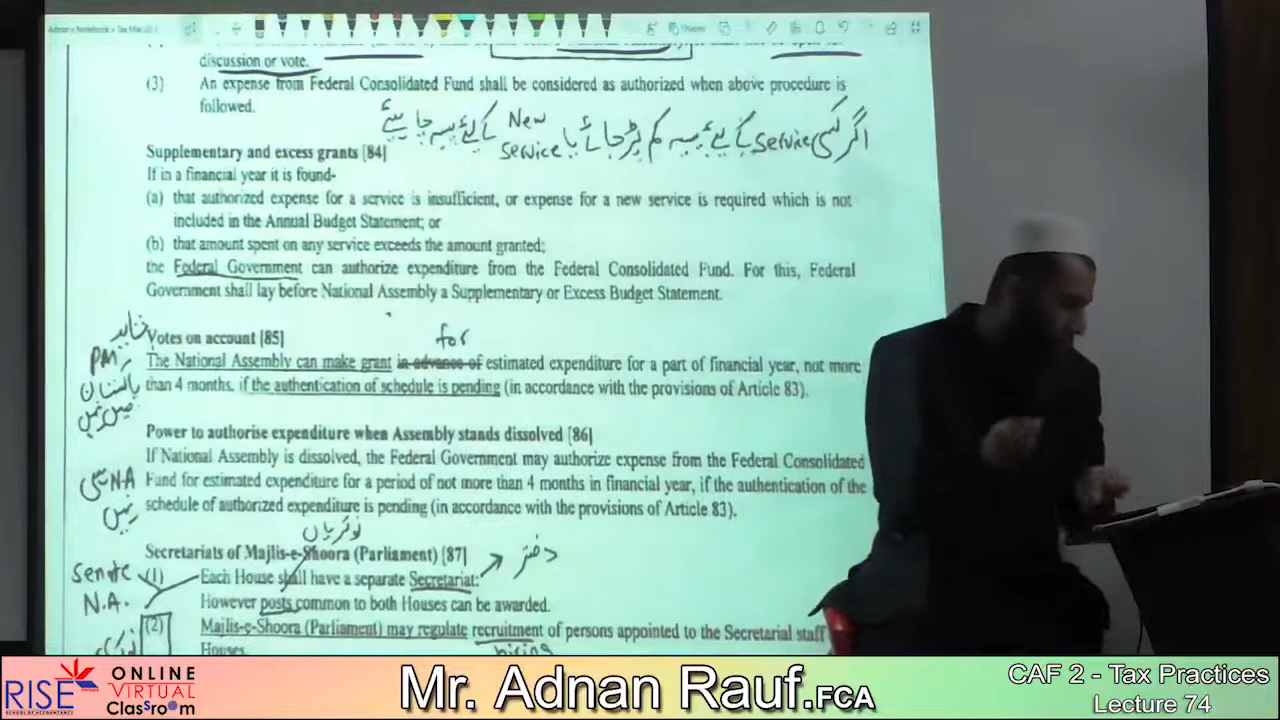 Adnan's Notebook > Tax
discussion or vote.
(3) An expense from Federal Consolidated Fund shall be considered as authorized when above procedure is
followed.
اگر کسی service کے لیے پیسہ کم پڑ جائے یا New service کے لیے پیسہ چاہیئے
Supplementary and excess grants [84]
If in a financial year it is found-
(a) that authorized expense for a service is insufficient, or expense for a new service is required which is not
included in the Annual Budget Statement; or
(b) that amount spent on any service exceeds the amount granted;
the Federal Government can authorize expenditure from the Federal Consolidated Fund. For this, Federal
Government shall lay before National Assembly a Supplementary or Excess Budget Statement.
for
Votes on account [85]
The National Assembly can make grant in advance of estimated expenditure for a part of financial year, not more
than 4 months, if the authentication of schedule is pending (in accordance with the provisions of Article 83).
شاید
PM
پاکستان
میں نہیں
Power to authorise expenditure when Assembly stands dissolved [86]
If National Assembly is dissolved, the Federal Government may authorize expense from the Federal Consolidated
Fund for estimated expenditure for a period of not more than 4 months in financial year, if the authentication of the
schedule of authorized expenditure is pending (in accordance with the provisions of Article 83).
N.A ہی
نہیں
نوکریاں
Secretariats of Majlis-e-Shoora (Parliament) [87]
دفتر
Senate
N.A.
(1) Each House shall have a separate Secretariat:
However posts common to both Houses can be awarded.
(2) Majlis-e-Shoora (Parliament) may regulate recruitment of persons appointed to the Secretarial staff
Houses.
hiring
RISE
SCHOOL OF ACCOUNTANCY
ONLINE
VIRTUAL
Classroom
Mr. Adnan Rauf.FCA
CAF 2 - Tax Practices
Lecture 74